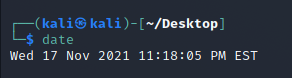 ┌──(kali㉿kali)-[~/Desktop]
└─$ date
Wed 17 Nov 2021 11:18:05 PM EST